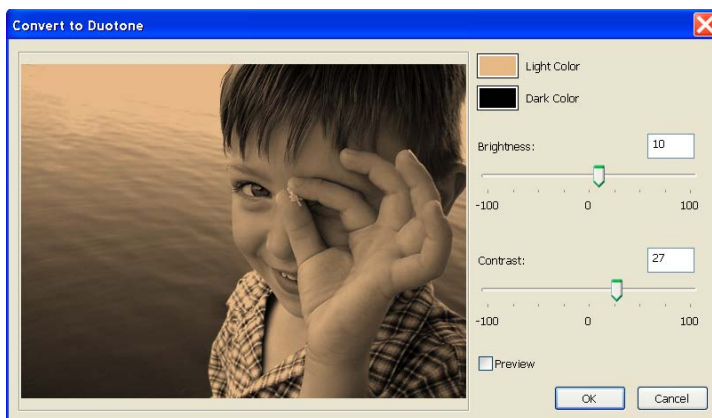 Convert to Duotone
Light Color
Dark Color
Brightness: 10
-100 0 100
Contrast: 27
-100 0 100
Preview
OK Cancel